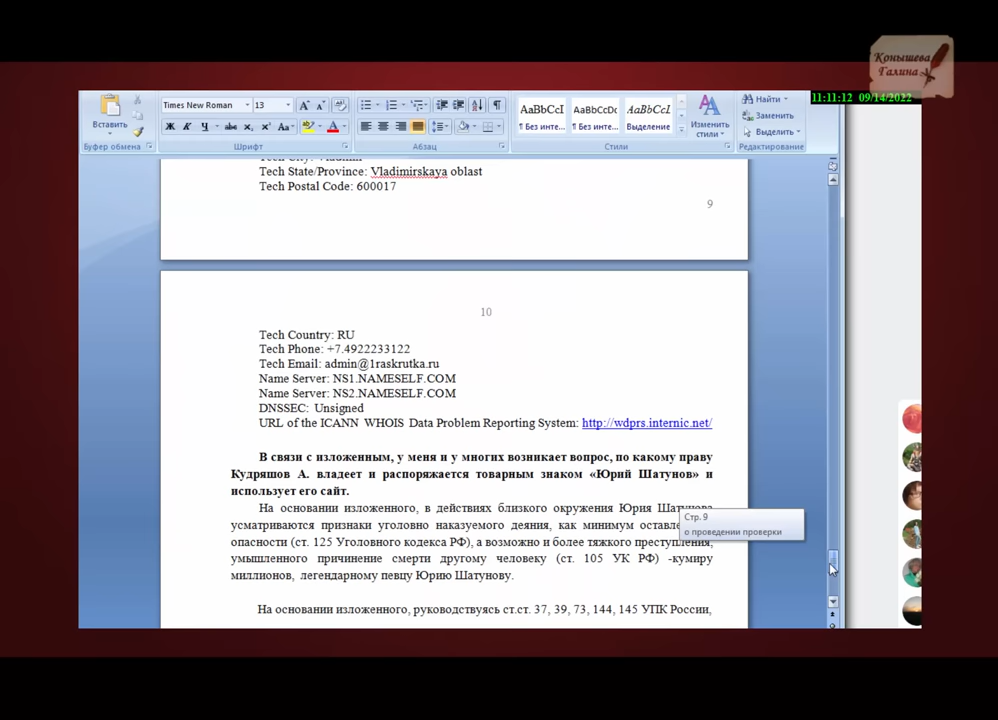 Конышева
Галина
11:11:12 09/14/2022
Вставить
Буфер обмена
Times New Roman
13
Ж К Ч abc x₂ x² Aa
Шрифт
Абзац
AaBbCcI AaBbCcDc AaBbCcI
¶ Без инте... ¶ Без инте... Выделение
Изменить
стили
Стили
Найти
Заменить
Выделить
Редактирование
Tech State/Province: Vladimirskaya oblast
Tech Postal Code: 600017
9
10
Tech Country: RU
Tech Phone: +7.4922233122
Tech Email: admin@1raskrutka.ru
Name Server: NS1.NAMESELF.COM
Name Server: NS2.NAMESELF.COM
DNSSEC: Unsigned
URL of the ICANN WHOIS Data Problem Reporting System: http://wdprs.internic.net/
В связи с изложенным, у меня и у многих возникает вопрос, по какому праву
Кудряшов А. владеет и распоряжается товарным знаком «Юрий Шатунов» и
использует его сайт.
На основании изложенного, в действиях близкого окружения Юрия Шатунова
усматриваются признаки уголовно наказуемого деяния, как минимум оставле
опасности (ст. 125 Уголовного кодекса РФ), а возможно и более тяжкого преступления,
умышленного причинение смерти другому человеку (ст. 105 УК РФ) -кумиру
миллионов, легендарному певцу Юрию Шатунову.
На основании изложенного, руководствуясь ст.ст. 37, 39, 73, 144, 145 УПК России,
Стр. 9
о проведении проверки